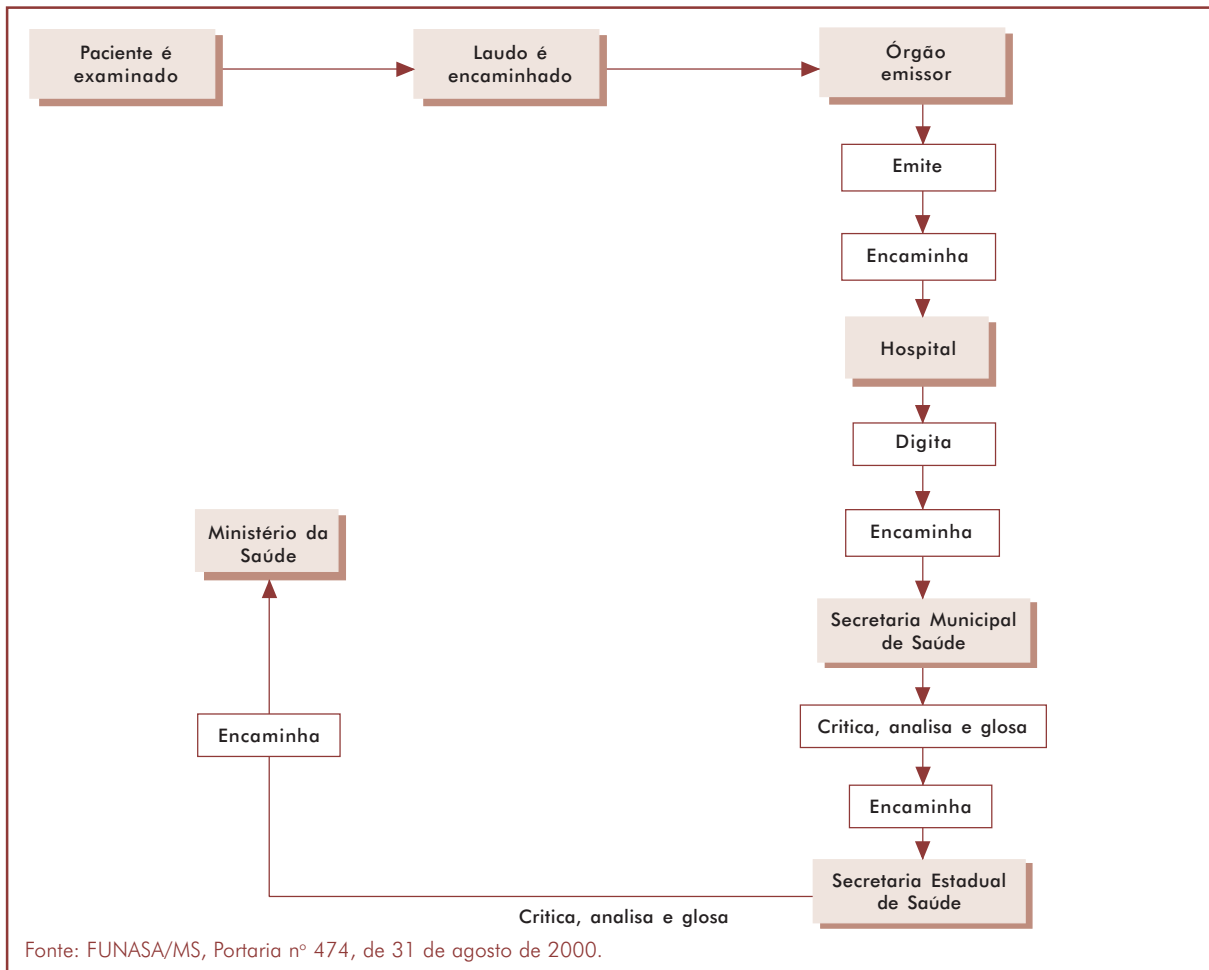 Paciente é
examinado
Laudo é
encaminhado
Órgão
emissor
Emite
Encaminha
Hospital
Digita
Encaminha
Secretaria Municipal
de Saúde
Critica, analisa e glosa
Encaminha
Secretaria Estadual
de Saúde
Critica, analisa e glosa
Encaminha
Ministério da
Saúde
Fonte: FUNASA/MS, Portaria nº 474, de 31 de agosto de 2000.